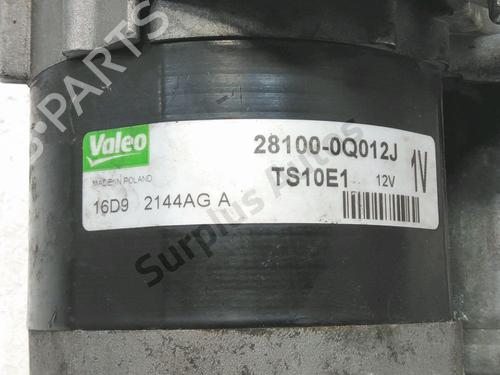 Valeo
28100-0Q012J
MADE IN POLAND
TS10E1 12V
1V
16D9 2144AG A
PARTS
Surplus Autos